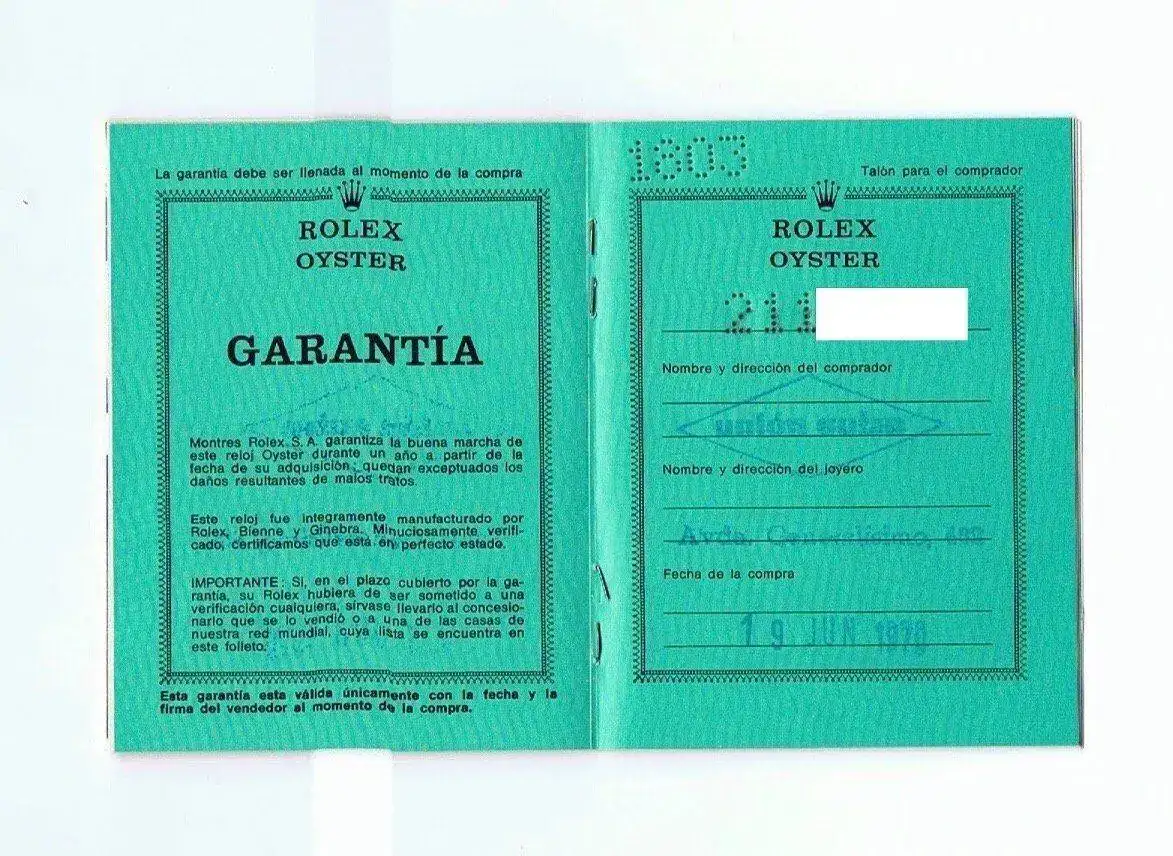 La garantía debe ser llenada al momento de la compra
ROLEX
OYSTER
GARANTÍA
Montres Rolex S. A. garantiza la buena marcha de
este reloj Oyster durante un año a partir de la
fecha de su adquisición; quedan exceptuados los
daños resultantes de malos tratos.
Este reloj fue integramente manufacturado por
Rolex, Bienne y Ginebra. Minuciosamente verifi-
cado, certificamos que está en perfecto estado.
IMPORTANTE: Si, en el plazo cubierto por la ga-
rantía, su Rolex hubiera de ser sometido a una
verificación cualquiera, sírvase llevarlo al concesio-
nario que se lo vendió o a una de las casas de
nuestra red mundial, cuya lista se encuentra en
este folleto.
Esta garantía esta válida únicamente con la fecha y la
firma del vendedor al momento de la compra.
1803
Talón para el comprador
ROLEX
OYSTER
211
Nombre y dirección del comprador
unión suiza
Nombre y dirección del joyero
Avda.
Fecha de la compra
19 JUN 1970